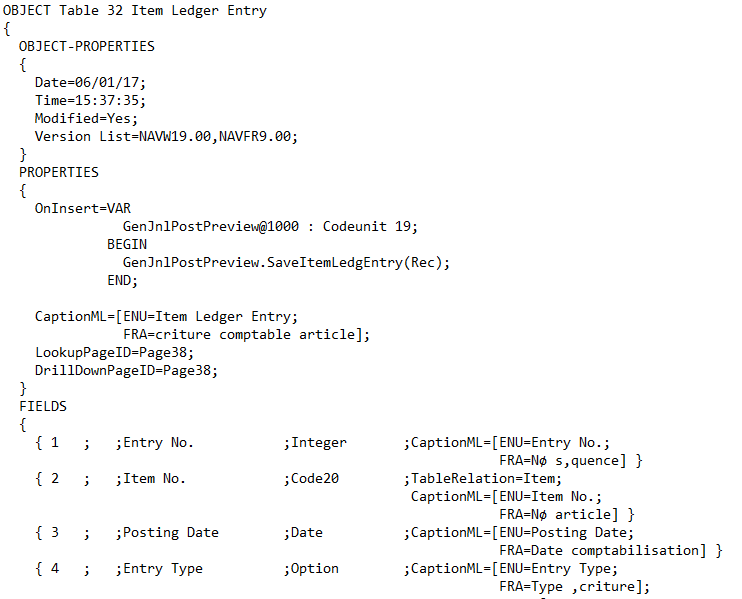 OBJECT Table 32 Item Ledger Entry
{
  OBJECT-PROPERTIES
  {
    Date=06/01/17;
    Time=15:37:35;
    Modified=Yes;
    Version List=NAVW19.00,NAVFR9.00;
  }
  PROPERTIES
  {
    OnInsert=VAR
               GenJnlPostPreview@1000 : Codeunit 19;
             BEGIN
               GenJnlPostPreview.SaveItemLedgEntry(Rec);
             END;

    CaptionML=[ENU=Item Ledger Entry;
               FRA=criture comptable article];
    LookupPageID=Page38;
    DrillDownPageID=Page38;
  }
  FIELDS
  {
    { 1   ;   ;Entry No.           ;Integer       ;CaptionML=[ENU=Entry No.;
                                                              FRA=Nø s‚quence] }
    { 2   ;   ;Item No.            ;Code20        ;TableRelation=Item;
                                                   CaptionML=[ENU=Item No.;
                                                              FRA=Nø article] }
    { 3   ;   ;Posting Date        ;Date          ;CaptionML=[ENU=Posting Date;
                                                              FRA=Date comptabilisation] }
    { 4   ;   ;Entry Type          ;Option        ;CaptionML=[ENU=Entry Type;
                                                              FRA=Type ‚criture];